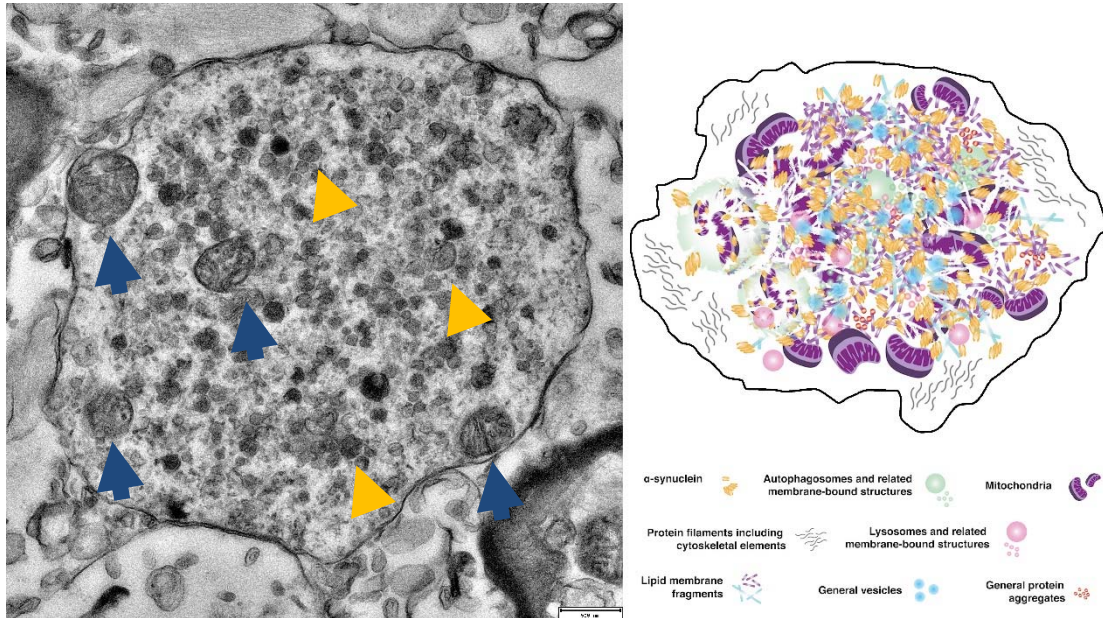 α-synuclein
Autophagosomes and related
membrane-bound structures
Mitochondria
Protein filaments including
cytoskeletal elements
Lysosomes and related
membrane-bound structures
Lipid membrane
fragments
General vesicles
General protein
aggregates